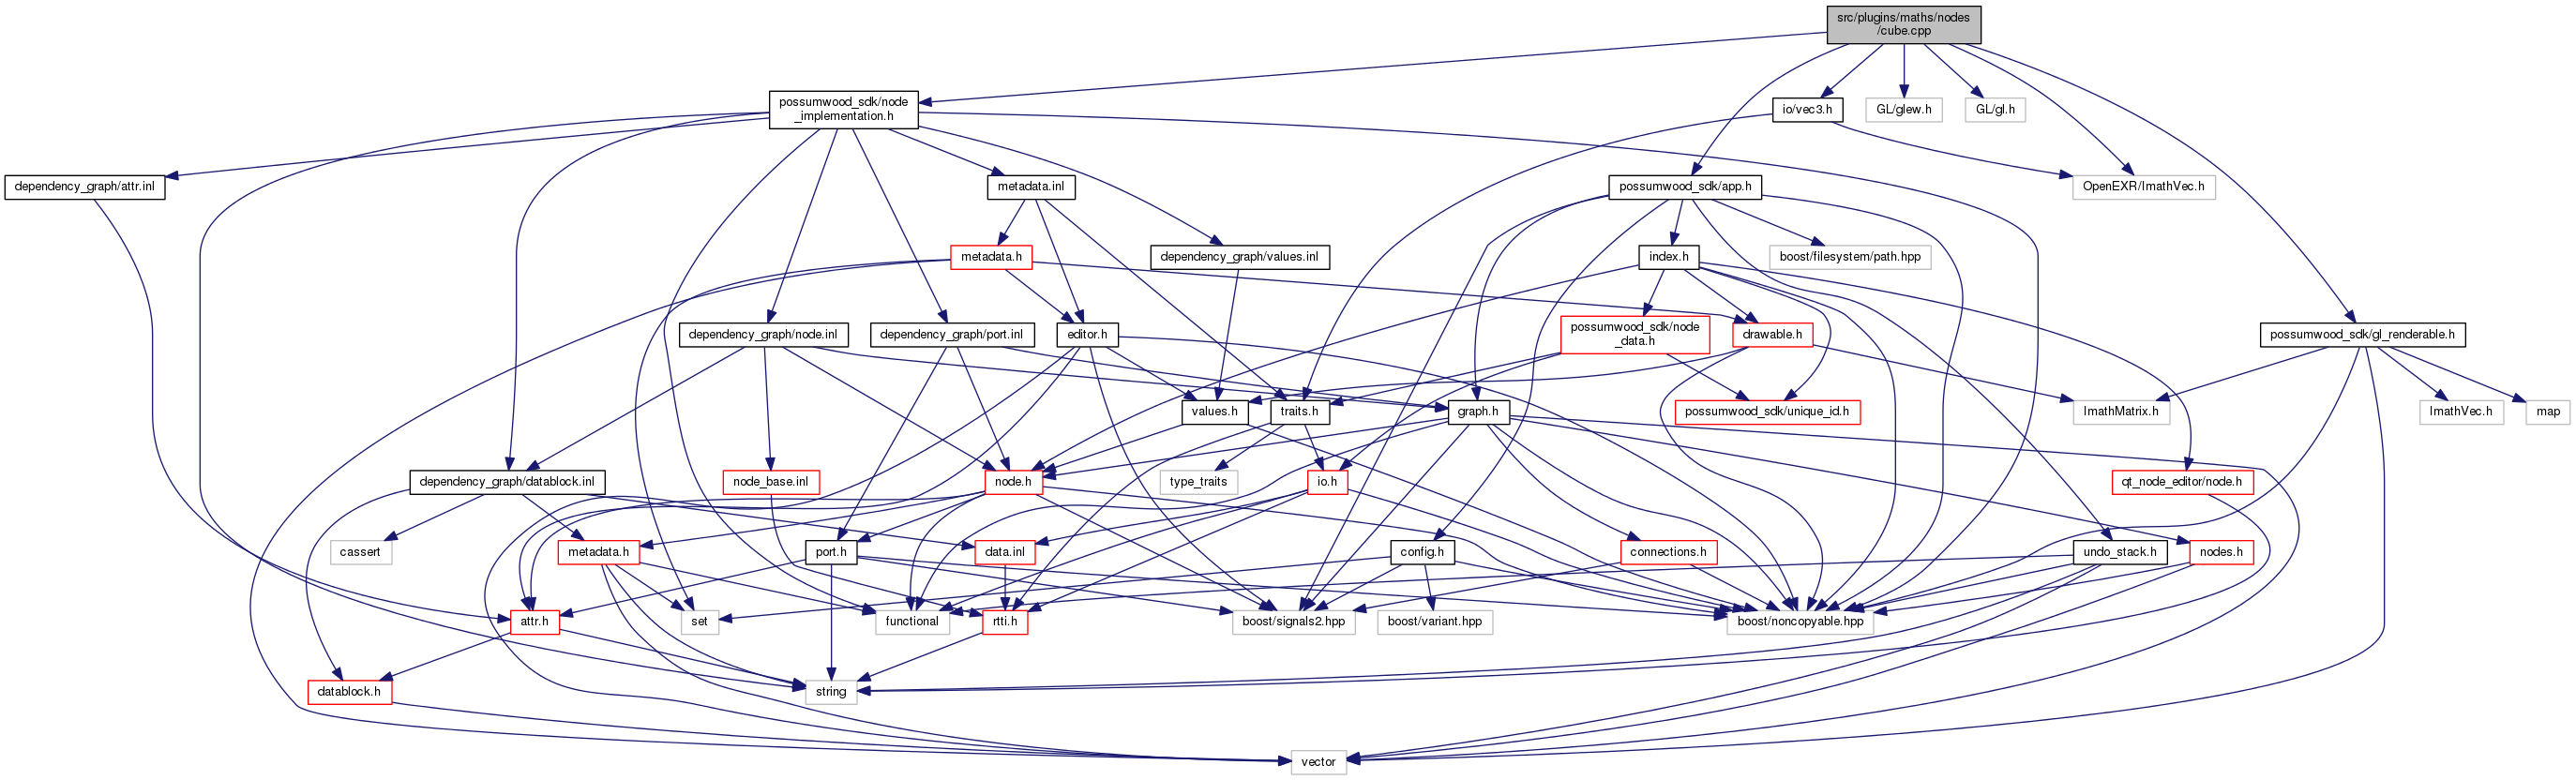 src/plugins/maths/nodes
/cube.cpp
possumwood_sdk/node
_implementation.h
io/vec3.h
GL/glew.h
GL/gl.h
dependency_graph/attr.inl
metadata.inl
possumwood_sdk/app.h
OpenEXR/ImathVec.h
metadata.h
dependency_graph/values.inl
index.h
boost/filesystem/path.hpp
dependency_graph/node.inl
dependency_graph/port.inl
editor.h
possumwood_sdk/node
_data.h
drawable.h
possumwood_sdk/gl_renderable.h
values.h
traits.h
graph.h
possumwood_sdk/unique_id.h
ImathMatrix.h
ImathVec.h
map
dependency_graph/datablock.inl
node_base.inl
node.h
type_traits
io.h
qt_node_editor/node.h
cassert
metadata.h
port.h
data.inl
config.h
connections.h
undo_stack.h
nodes.h
attr.h
set
functional
rtti.h
boost/signals2.hpp
boost/variant.hpp
boost/noncopyable.hpp
datablock.h
string
vector